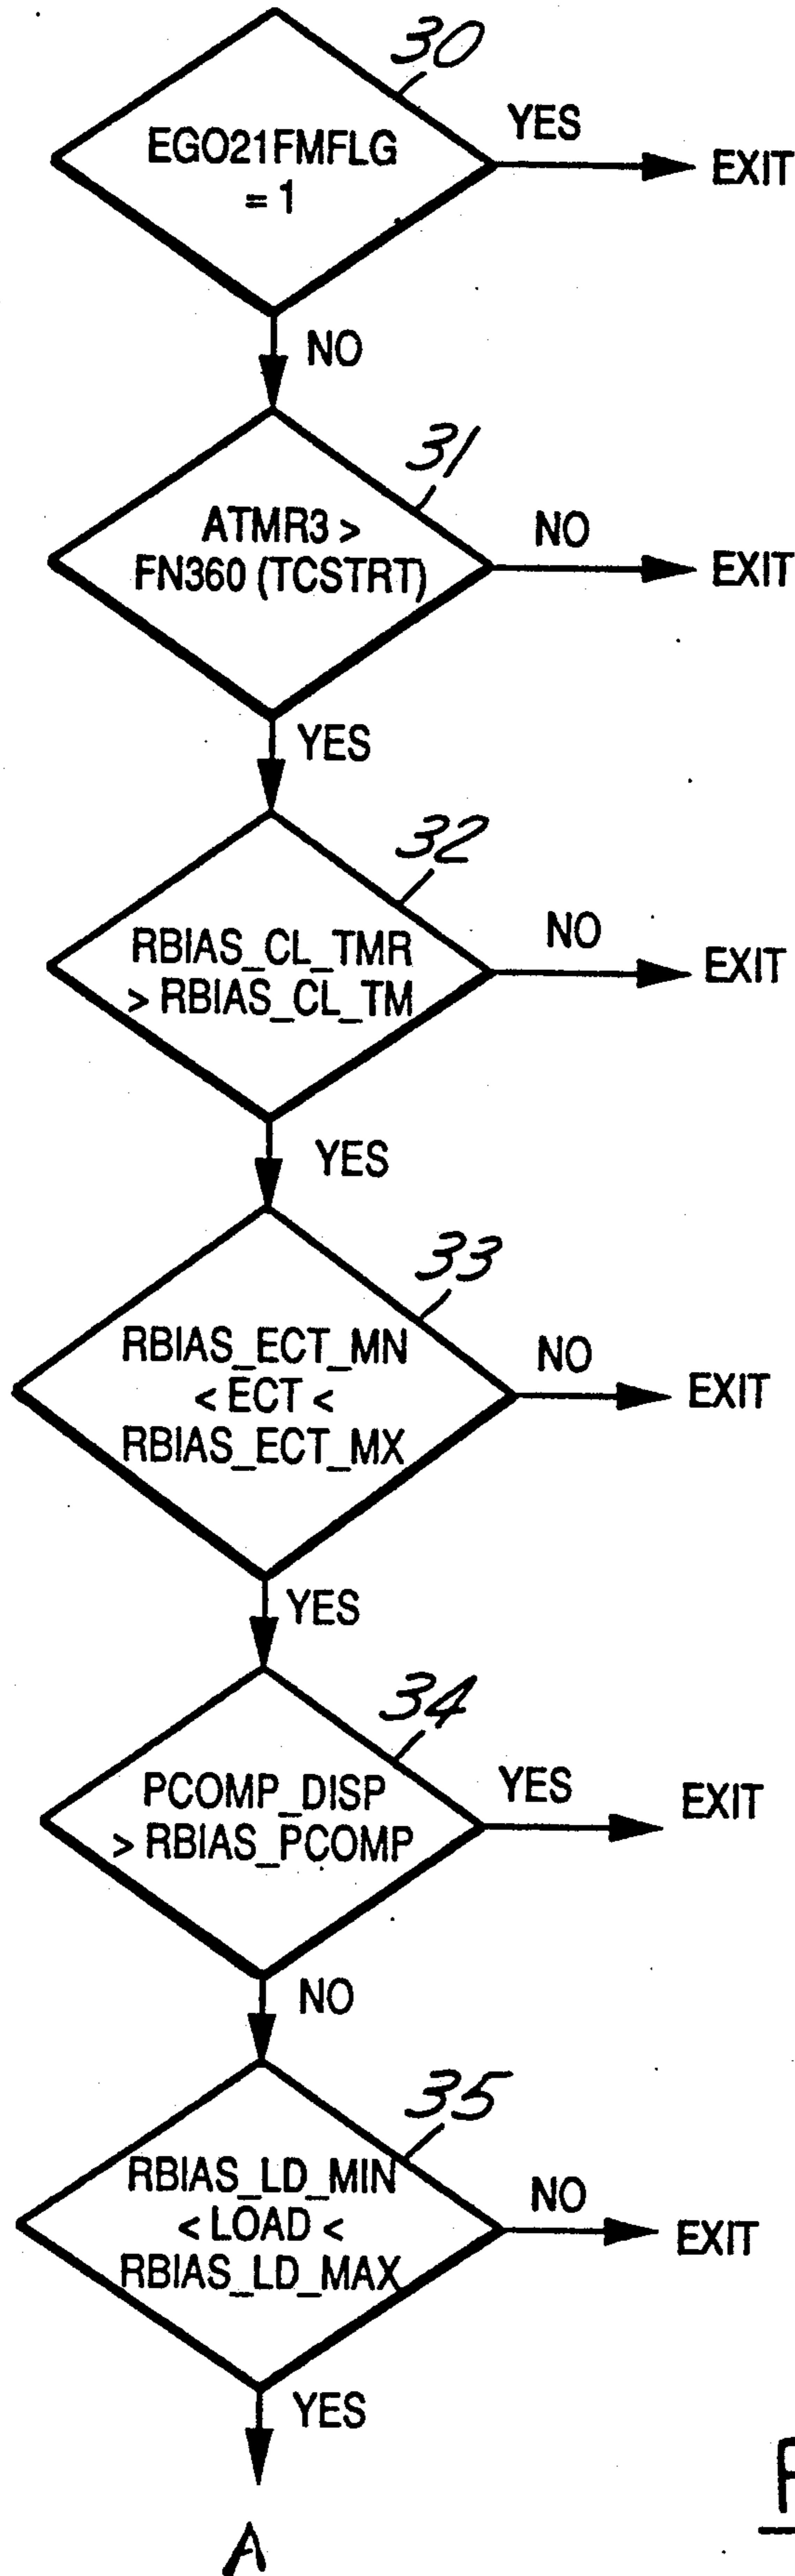 30
EGO21FMFLG
= 1
YES
EXIT
NO
31
ATMR3 >
FN360 (TCSTRT)
NO
EXIT
YES
32
RBIAS_CL_TMR
> RBIAS_CL_TM
NO
EXIT
YES
33
RBIAS_ECT_MN
< ECT <
RBIAS_ECT_MX
NO
EXIT
YES
34
PCOMP_DISP
> RBIAS_PCOMP
YES
EXIT
NO
35
RBIAS_LD_MIN
< LOAD <
RBIAS_LD_MAX
NO
EXIT
YES
A